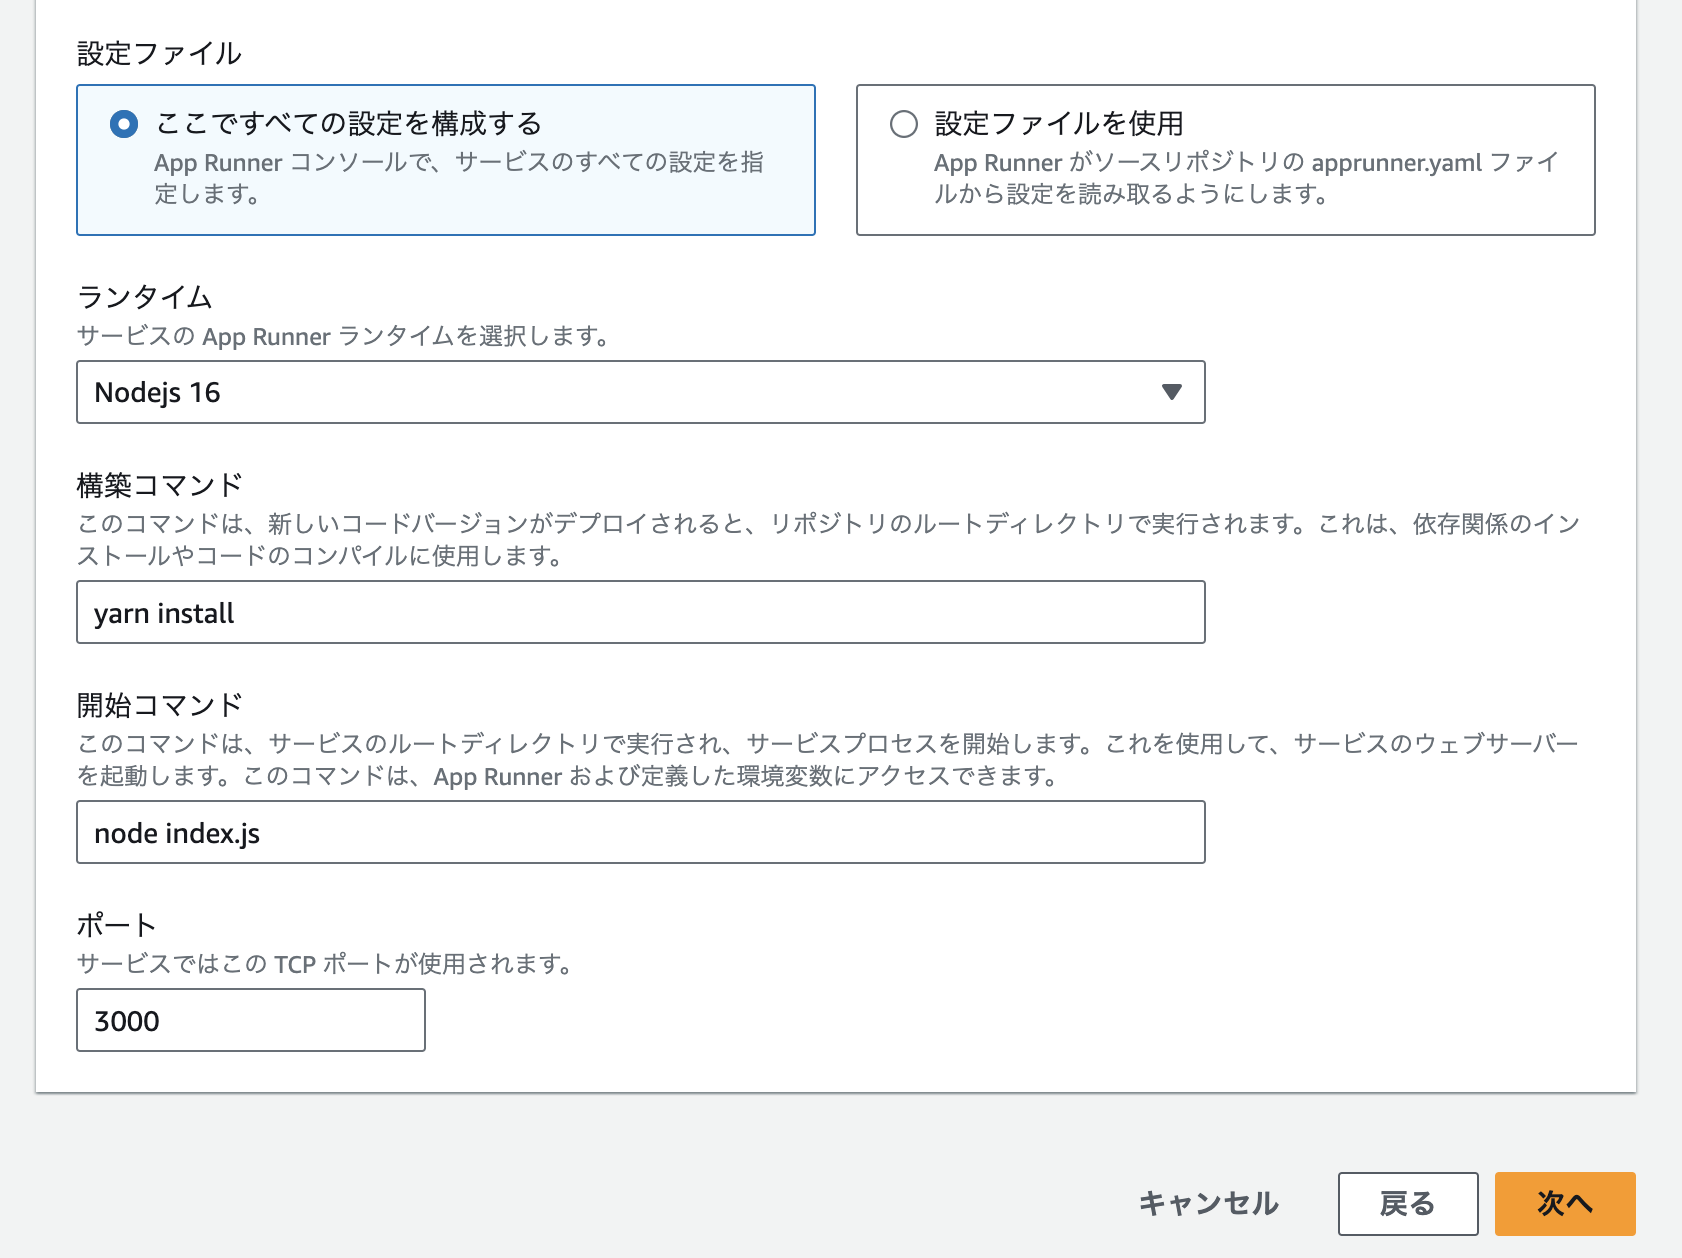 設定ファイル
ここですべての設定を構成する
App Runner コンソールで、サービスのすべての設定を指
定します。
設定ファイルを使用
App Runner がソースリポジトリの apprunner.yaml ファイ
ルから設定を読み取るようにします。
ランタイム
サービスの App Runner ランタイムを選択します。
Nodejs 16
構築コマンド
このコマンドは、新しいコードバージョンがデプロイされると、リポジトリのルートディレクトリで実行されます。これは、依存関係のイン
ストールやコードのコンパイルに使用します。
yarn install
開始コマンド
このコマンドは、サービスのルートディレクトリで実行され、サービスプロセスを開始します。これを使用して、サービスのウェブサーバー
を起動します。このコマンドは、App Runner および定義した環境変数にアクセスできます。
node index.js
ポート
サービスではこの TCP ポートが使用されます。
3000
キャンセル
戻る
次へ